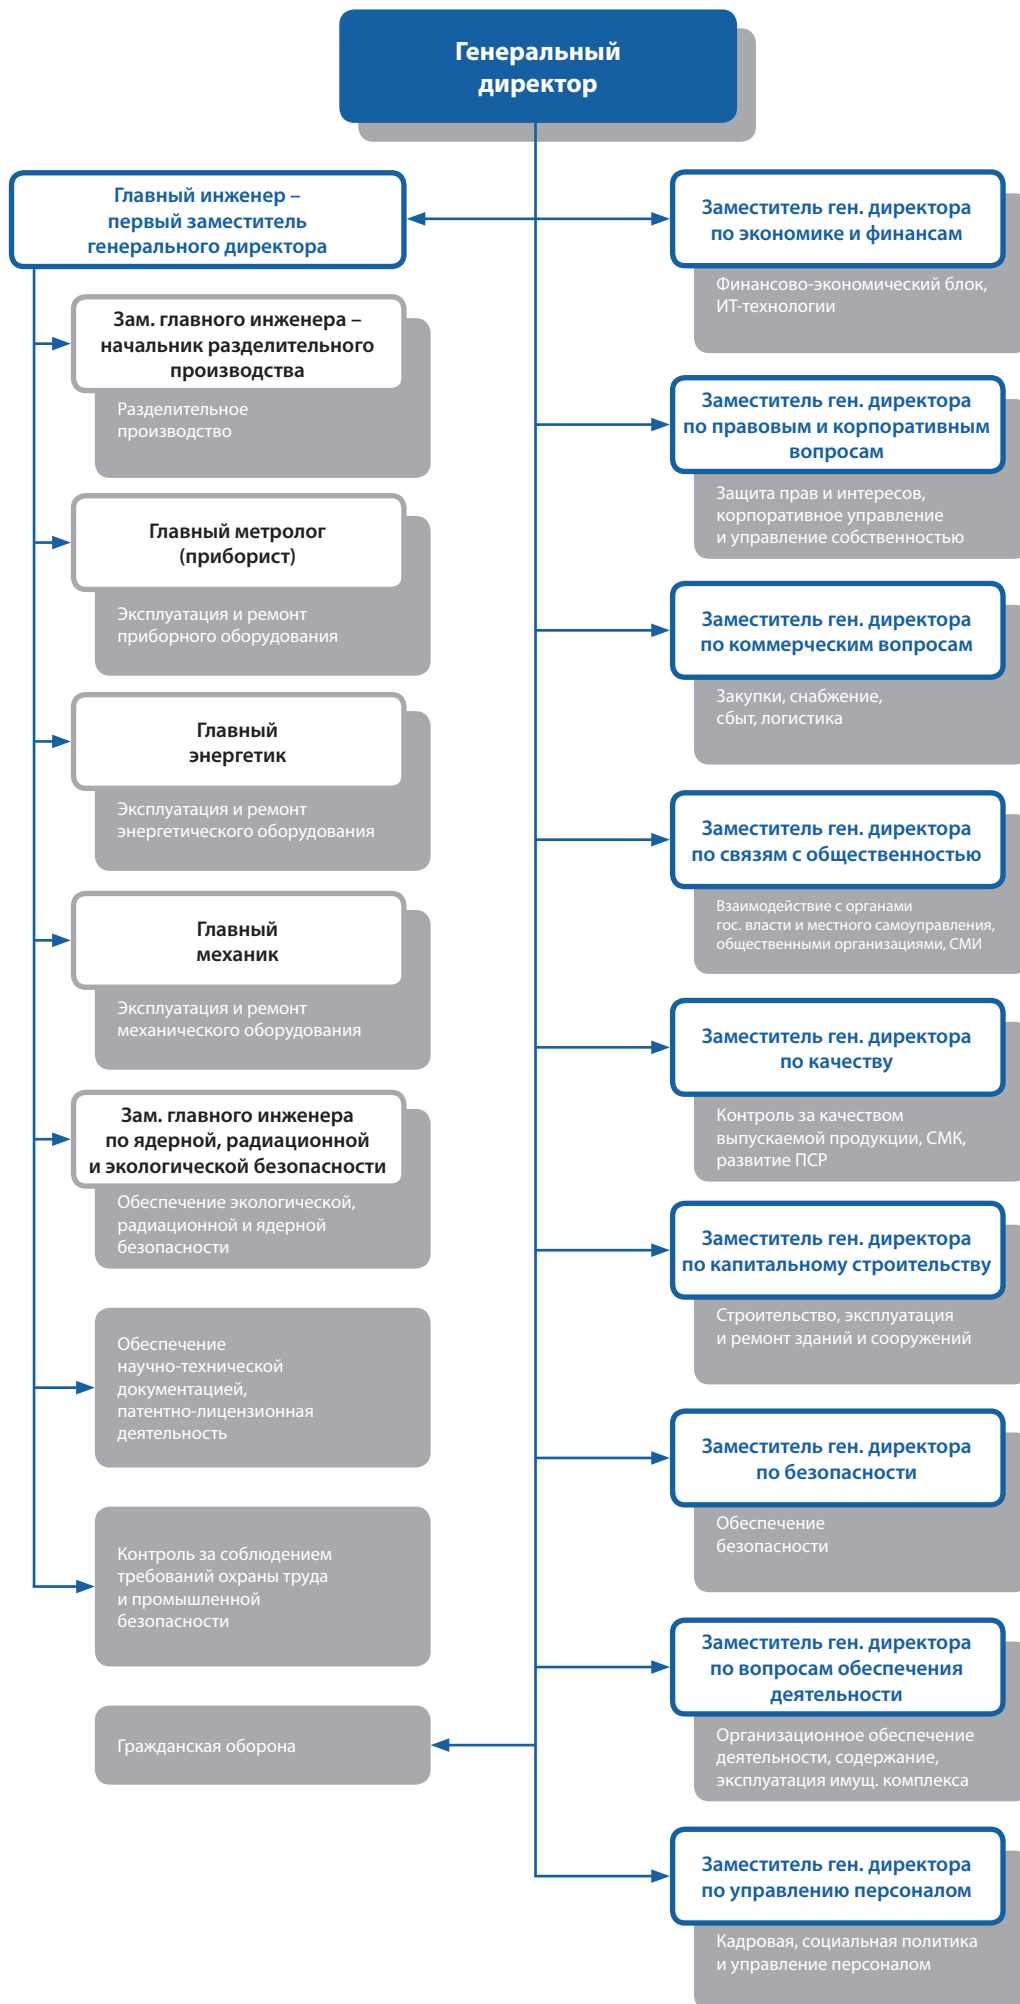 Генеральный
директор
Главный инженер –
первый заместитель
генерального директора
Зам. главного инженера –
начальник разделительного
производства
Разделительное
производство
Главный метролог
(приборист)
Эксплуатация и ремонт
приборного оборудования
Главный
энергетик
Эксплуатация и ремонт
энергетического оборудования
Главный
механик
Эксплуатация и ремонт
механического оборудования
Зам. главного инженера
по ядерной, радиационной
и экологической безопасности
Обеспечение экологической,
радиационной и ядерной
безопасности
Обеспечение
научно-технической
документацией,
патентно-лицензионная
деятельность
Контроль за соблюдением
требований охраны труда
и промышленной
безопасности
Гражданская оборона
Заместитель ген. директора
по экономике и финансам
Финансово-экономический блок,
ИТ-технологии
Заместитель ген. директора
по правовым и корпоративным
вопросам
Защита прав и интересов,
корпоративное управление
и управление собственностью
Заместитель ген. директора
по коммерческим вопросам
Закупки, снабжение,
сбыт, логистика
Заместитель ген. директора
по связям с общественностью
Взаимодействие с органами
гос. власти и местного самоуправления,
общественными организациями, СМИ
Заместитель ген. директора
по качеству
Контроль за качеством
выпускаемой продукции, СМК,
развитие ПСР
Заместитель ген. директора
по капитальному строительству
Строительство, эксплуатация
и ремонт зданий и сооружений
Заместитель ген. директора
по безопасности
Обеспечение
безопасности
Заместитель ген. директора
по вопросам обеспечения
деятельности
Организационное обеспечение
деятельности, содержание,
эксплуатация имущ. комплекса
Заместитель ген. директора
по управлению персоналом
Кадровая, социальная политика
и управление персоналом